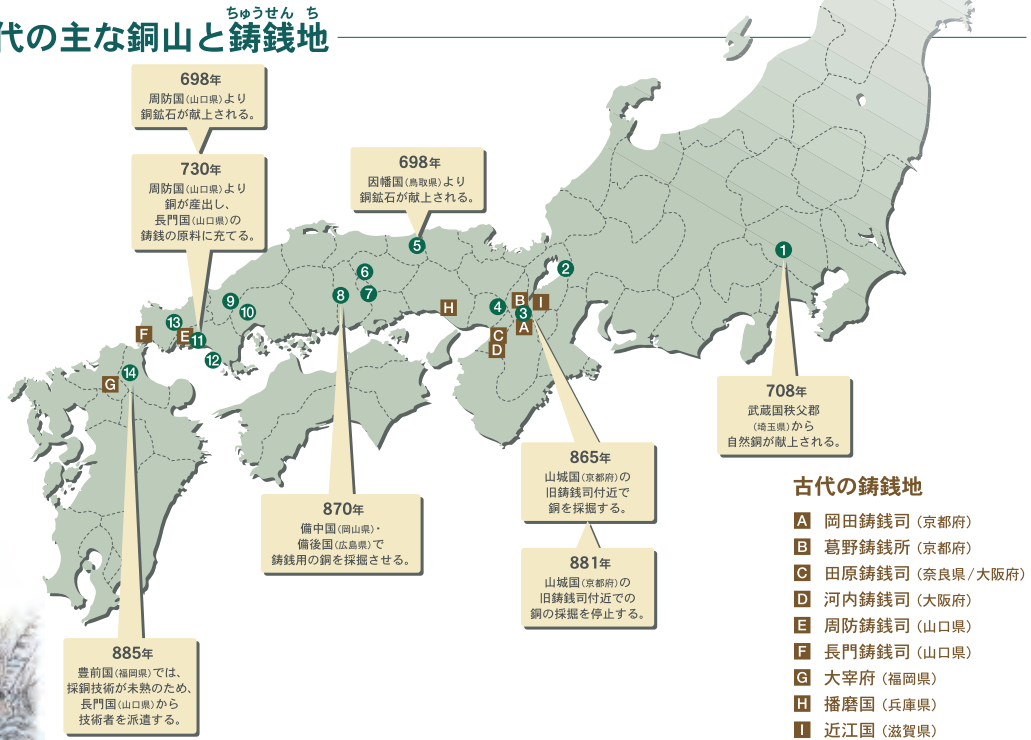 ちゅうせん ち
代の主な銅山と鋳銭地
698年
周防国(山口県)より
銅鉱石が献上される。
730年
周防国(山口県)より
銅が産出し、
長門国(山口県)の
鋳銭の原料に充てる。
698年
因幡国(鳥取県)より
銅鉱石が献上される。
1
2
3
4
5
6
7
8
9
10
11
12
13
14
A
B
C
D
E
F
G
H
I
708年
武蔵国秩父郡
(埼玉県)から
自然銅が献上される。
865年
山城国(京都府)の
旧鋳銭司付近で
銅を採掘する。
881年
山城国(京都府)の
旧鋳銭司付近での
銅の採掘を停止する。
870年
備中国(岡山県)・
備後国(広島県)で
鋳銭用の銅を採掘させる。
885年
豊前国(福岡県)では、
採銅技術が未熟のため、
長門国(山口県)から
技術者を派遣する。
古代の鋳銭地
A 岡田鋳銭司(京都府)
B 葛野鋳銭所(京都府)
C 田原鋳銭司(奈良県/大阪府)
D 河内鋳銭司(大阪府)
E 周防鋳銭司(山口県)
F 長門鋳銭司(山口県)
G 大宰府(福岡県)
H 播磨国(兵庫県)
I 近江国(滋賀県)